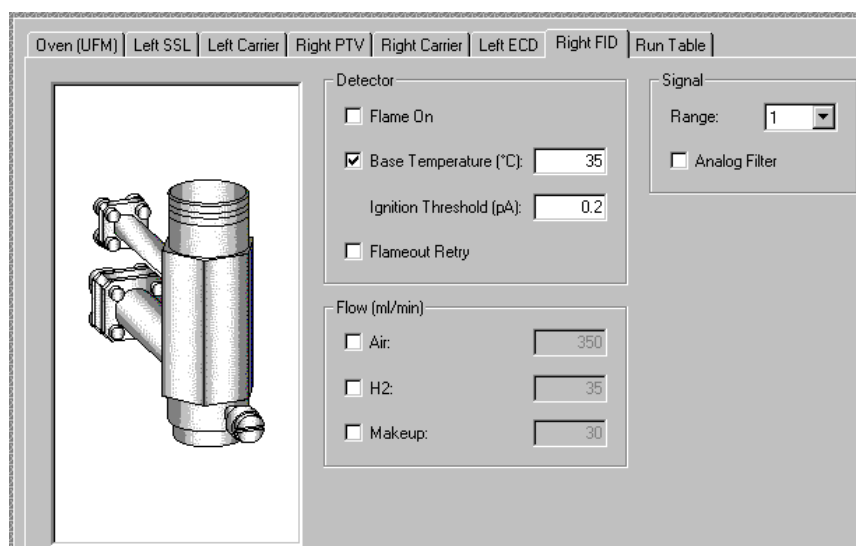 Oven (UFM) Left SSL Left Carrier Right PTV Right Carrier Left ECD Right FID Run Table
Detector
Flame On
Base Temperature (°C): 35
Ignition Threshold (pA): 0.2
Flameout Retry
Flow (ml/min)
Air: 350
H2: 35
Makeup: 30
Signal
Range: 1
Analog Filter